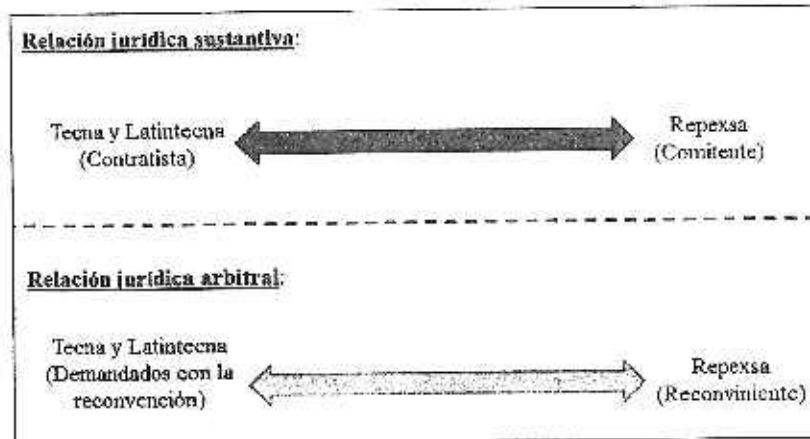 Relación jurídica sustantiva:
Tecna y Latintecna
(Contratista)
Repexsa
(Comitente)
Relación jurídica arbitral:
Tecna y Latintecna
(Demandados con la
reconvención)
Repexsa
(Reconviniente)